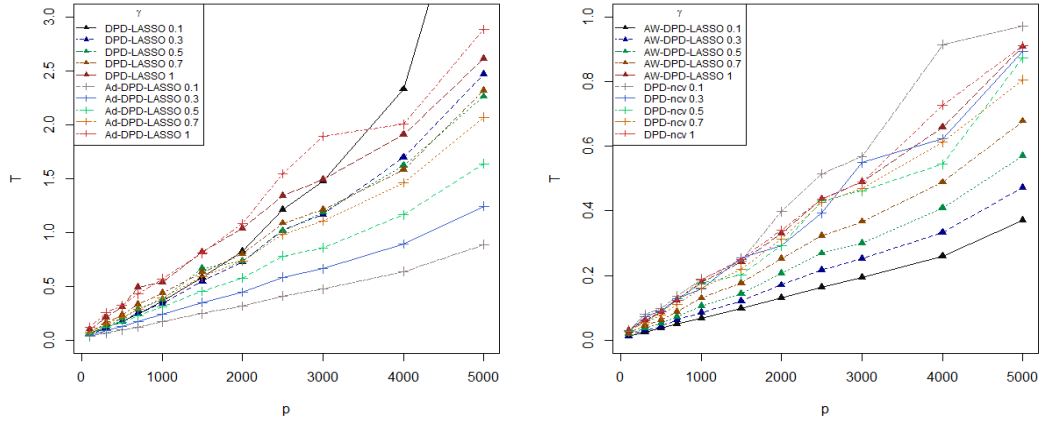 γ
DPD-LASSO 0.1
DPD-LASSO 0.3
DPD-LASSO 0.5
DPD-LASSO 0.7
DPD-LASSO 1
Ad-DPD-LASSO 0.1
Ad-DPD-LASSO 0.3
Ad-DPD-LASSO 0.5
Ad-DPD-LASSO 0.7
Ad-DPD-LASSO 1
T
3.0
2.5
2.0
1.5
1.0
0.5
0.0
0 1000 2000 3000 4000 5000
p
γ
AW-DPD-LASSO 0.1
AW-DPD-LASSO 0.3
AW-DPD-LASSO 0.5
AW-DPD-LASSO 0.7
AW-DPD-LASSO 1
DPD-ncv 0.1
DPD-ncv 0.3
DPD-ncv 0.5
DPD-ncv 0.7
DPD-ncv 1
T
1.0
0.8
0.6
0.4
0.2
0.0
0 1000 2000 3000 4000 5000
p